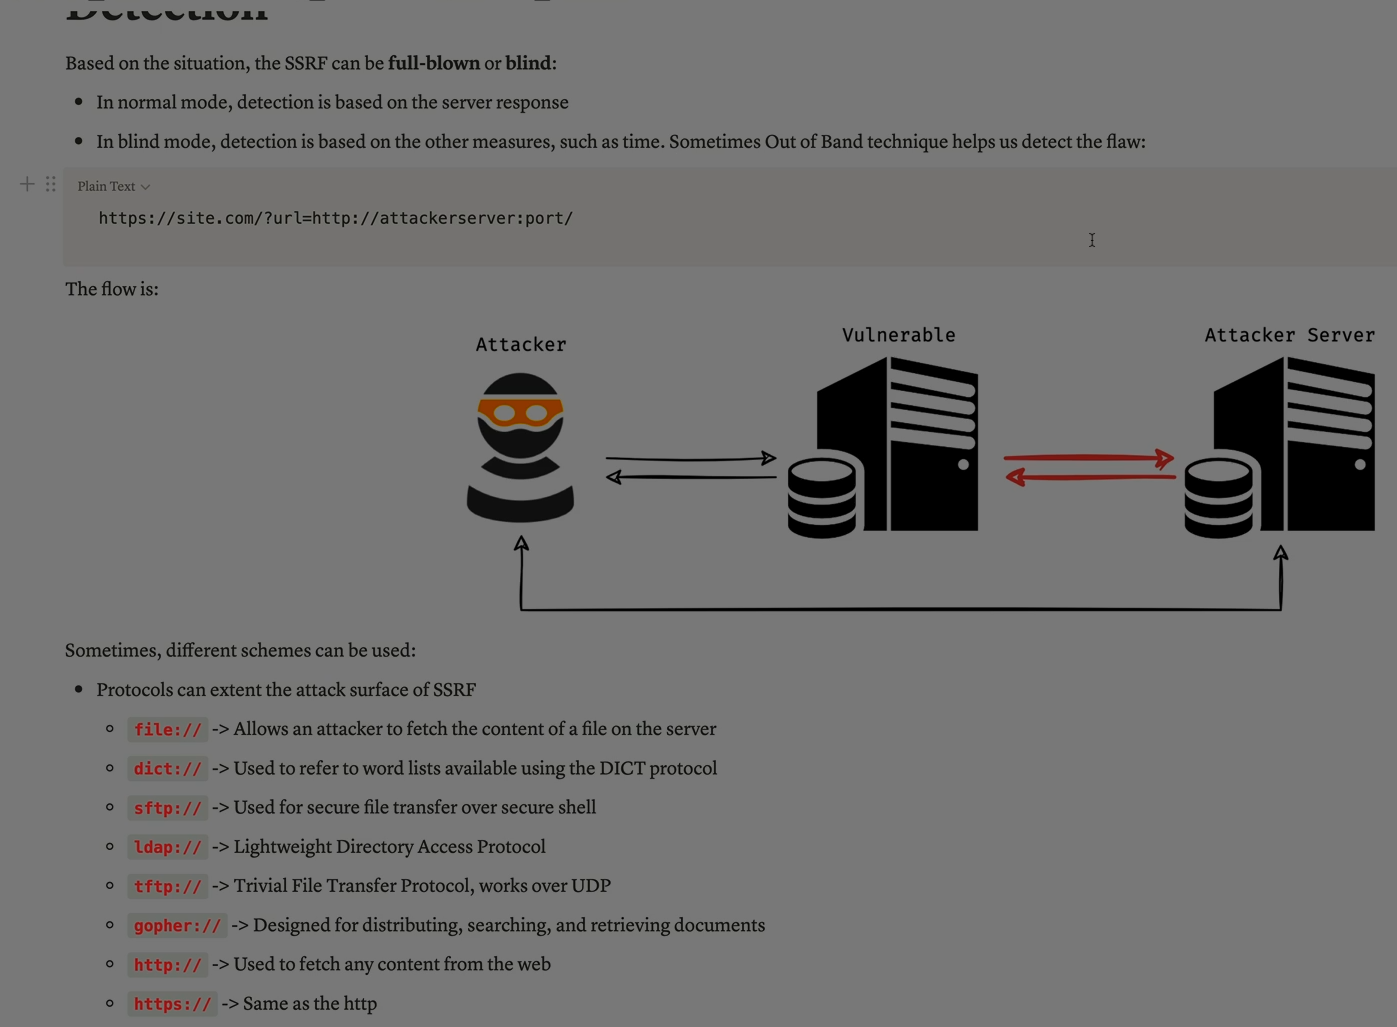 Detection
Based on the situation, the SSRF can be full-blown or blind:
• In normal mode, detection is based on the server response
• In blind mode, detection is based on the other measures, such as time. Sometimes Out of Band technique helps us detect the flaw:
Plain Text
https://site.com/?url=http://attackerserver:port/
The flow is:
Attacker
Vulnerable
Attacker Server
Sometimes, different schemes can be used:
• Protocols can extent the attack surface of SSRF
file:// -> Allows an attacker to fetch the content of a file on the server
dict:// -> Used to refer to word lists available using the DICT protocol
sftp:// -> Used for secure file transfer over secure shell
ldap:// -> Lightweight Directory Access Protocol
tftp:// -> Trivial File Transfer Protocol, works over UDP
gopher:// -> Designed for distributing, searching, and retrieving documents
http:// -> Used to fetch any content from the web
https:// -> Same as the http